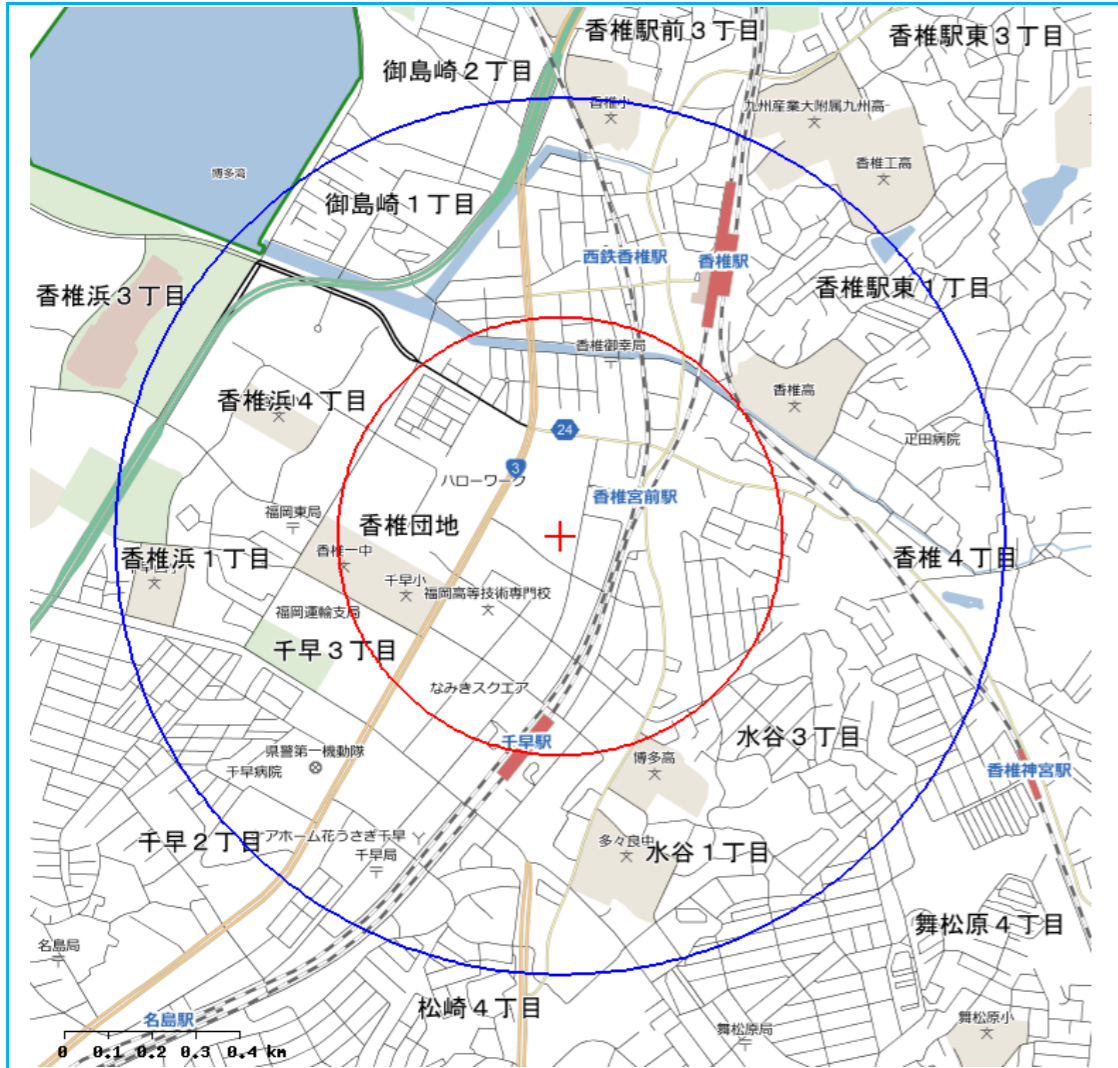 香椎駅前3丁目
香椎駅東3丁目
御島崎2丁目
香椎小
九州産業大附属九州高
香椎工高
博多湾
御島崎1丁目
西鉄香椎駅
香椎駅
香椎浜3丁目
香椎駅東1丁目
香椎御幸局
香椎高
香椎浜4丁目
24
疋田病院
3
ハローワーク
香椎宮前駅
福岡東局
香椎団地
香椎一中
香椎浜1丁目
香椎4丁目
千早小
福岡高等技術専門校
福岡運輸支局
千早3丁目
なみきスクエア
千早駅
水谷3丁目
県警第一機動隊
博多高
千早病院
香椎神宮駅
千早2丁目
アホーム花うさぎ千早
多々良中
千早局
水谷1丁目
舞松原4丁目
名島局
松崎4丁目
名島駅
舞松原局
舞松原小
0 0.1 0.2 0.3 0.4 km